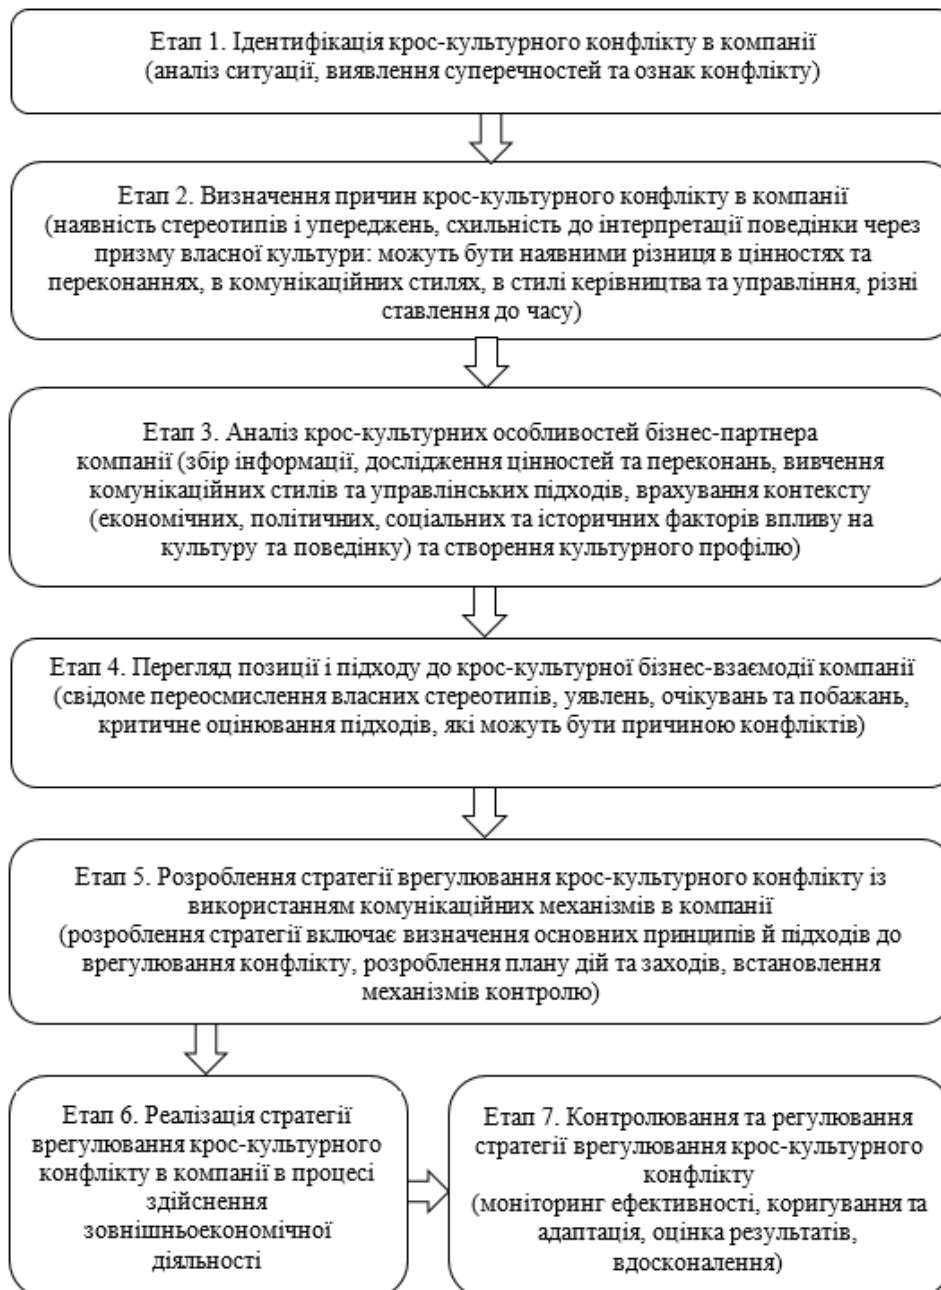 Етап 1. Ідентифікація крос-культурного конфлікту в компанії
(аналіз ситуації, виявлення суперечностей та ознак конфлікту)
Етап 2. Визначення причин крос-культурного конфлікту в компанії
(наявність стереотипів і упереджень, схильність до інтерпретації поведінки через
призму власної культури: можуть бути наявними різниця в цінностях та
переконаннях, в комунікаційних стилях, в стилі керівництва та управління, різні
ставлення до часу)
Етап 3. Аналіз крос-культурних особливостей бізнес-партнера
компанії (збір інформації, дослідження цінностей та переконань, вивчення
комунікаційних стилів та управлінських підходів, врахування контексту
(економічних, політичних, соціальних та історичних факторів впливу на
культуру та поведінку) та створення культурного профілю)
Етап 4. Перегляд позиції і підходу до крос-культурної бізнес-взаємодії компанії
(свідоме переосмислення власних стереотипів, уявлень, очікувань та побажань,
критичне оцінювання підходів, які можуть бути причиною конфліктів)
Етап 5. Розроблення стратегії врегулювання крос-культурного конфлікту із
використанням комунікаційних механізмів в компанії
(розроблення стратегії включає визначення основних принципів й підходів до
врегулювання конфлікту, розроблення плану дій та заходів, встановлення
механізмів контролю)
Етап 6. Реалізація стратегії
врегулювання крос-культурного
конфлікту в компанії в процесі
здійснення
зовнішньоекономічної
діяльності
Етап 7. Контролювання та регулювання
стратегії врегулювання крос-культурного
конфлікту
(моніторинг ефективності, коригування та
адаптація, оцінка результатів,
вдосконалення)